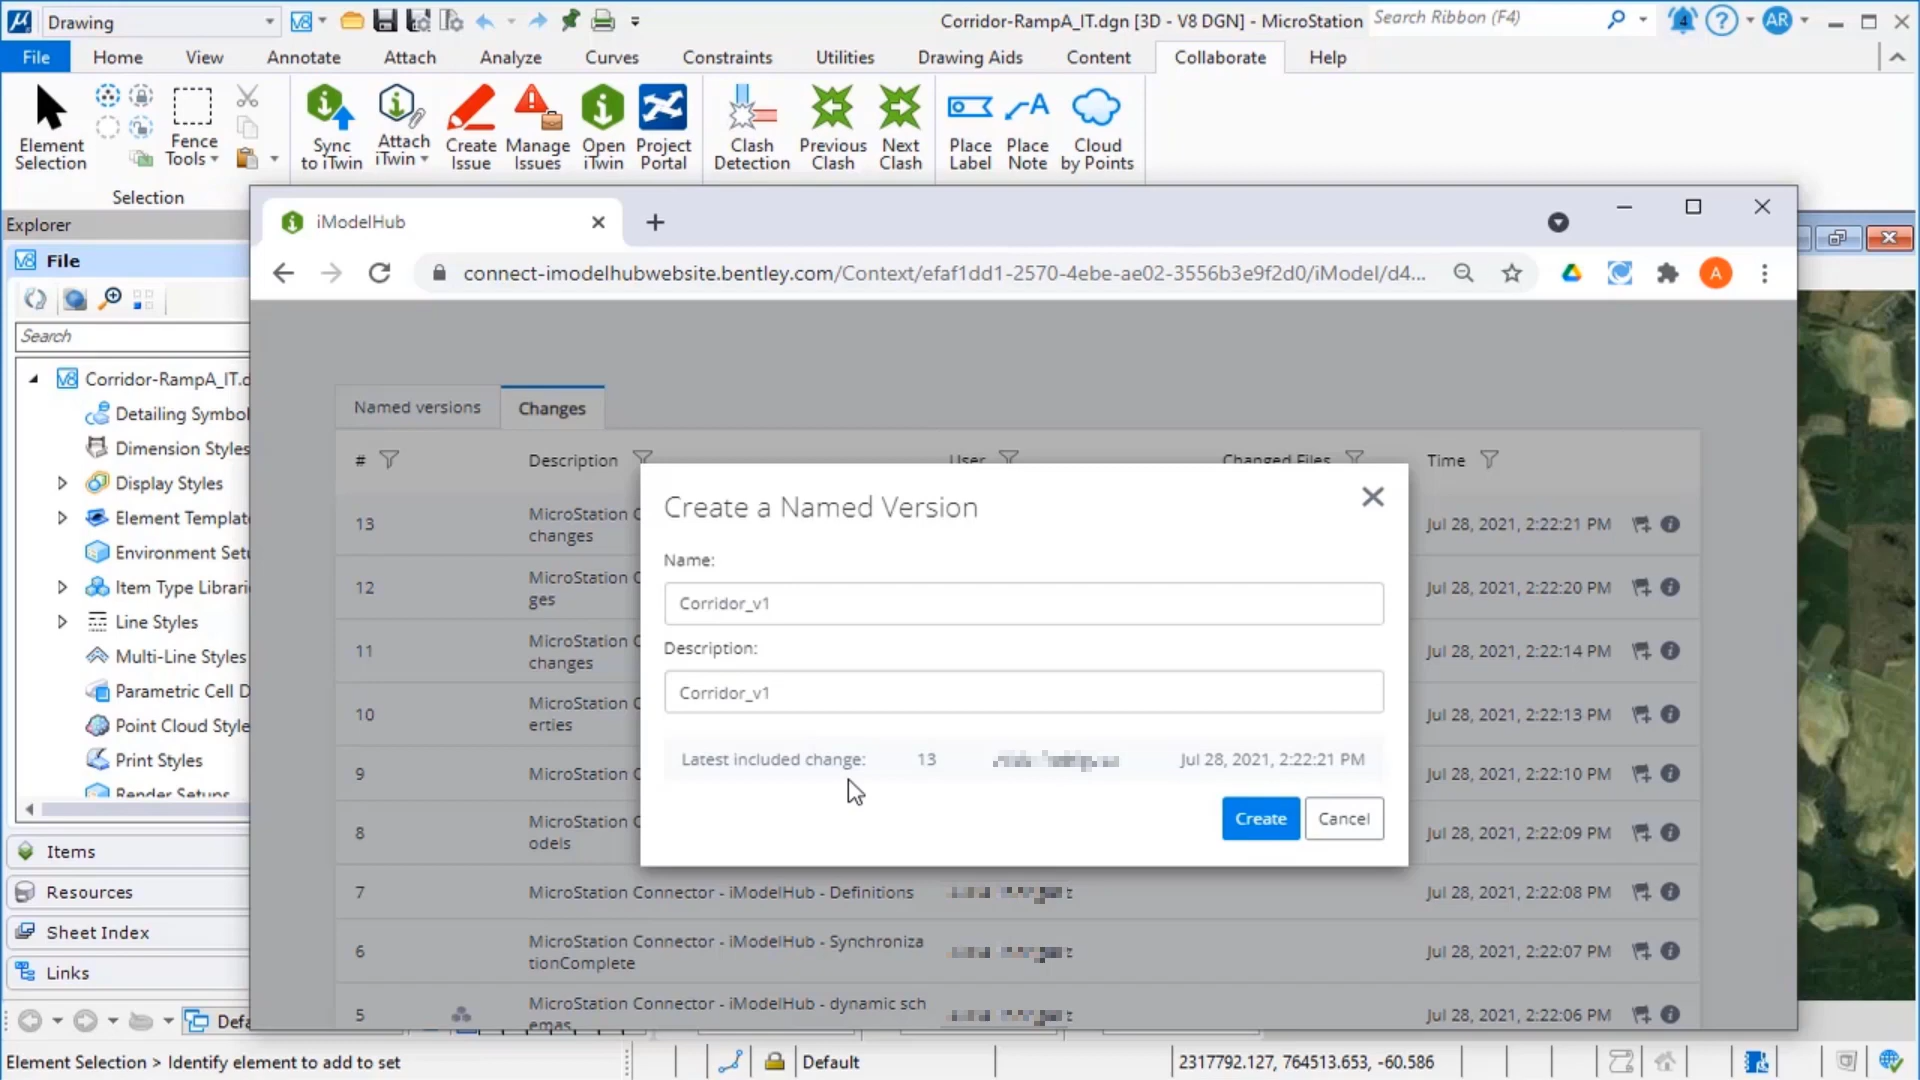 Drawing
Corridor-RampA_IT.dgn [3D - V8 DGN] - MicroStation
Search Ribbon (F4)
4
AR
File Home View Annotate Attach Analyze Curves Constraints Utilities Drawing Aids Content Collaborate Help
Element
Selection
Fence
Tools
Sync
to iTwin
Attach
iTwin
Create
Issue
Manage
Issues
Open
iTwin
Project
Portal
Clash
Detection
Previous
Clash
Next
Clash
Place
Label
Place
Note
Cloud
by Points
Selection
Explorer
File
Search
Corridor-RampA_IT.d
Detailing Symbol
Dimension Styles
Display Styles
Element Templat
Environment Setu
Item Type Librari
Line Styles
Multi-Line Styles
Parametric Cell D
Point Cloud Style
Print Styles
Render Setups
Items
Resources
Sheet Index
Links
iModelHub
connect-imodelhubwebsite.bentley.com/Context/efaf1dd1-2570-4ebe-ae02-3556b3e9f2d0/iModel/d4...
A
Named versions
Changes
# Description User Changed Files Time
13 MicroStation C
changes
Jul 28, 2021, 2:22:21 PM
12 MicroStation C
ges
Jul 28, 2021, 2:22:20 PM
11 MicroStation C
changes
Jul 28, 2021, 2:22:14 PM
10 MicroStation C
erties
Jul 28, 2021, 2:22:13 PM
9 MicroStation C
Jul 28, 2021, 2:22:10 PM
8 MicroStation C
odels
Jul 28, 2021, 2:22:09 PM
7 MicroStation Connector - iModelHub - Definitions
Jul 28, 2021, 2:22:08 PM
6 MicroStation Connector - iModelHub - Synchroniza
tionComplete
Jul 28, 2021, 2:22:07 PM
5 MicroStation Connector - iModelHub - dynamic sch
emas
Jul 28, 2021, 2:22:06 PM
Create a Named Version
Name:
Corridor_v1
Description:
Corridor_v1
Latest included change: 13 Jul 28, 2021, 2:22:21 PM
Create
Cancel
Defa
Element Selection > Identify element to add to set
Default
2317792.127, 764513.653, -60.586